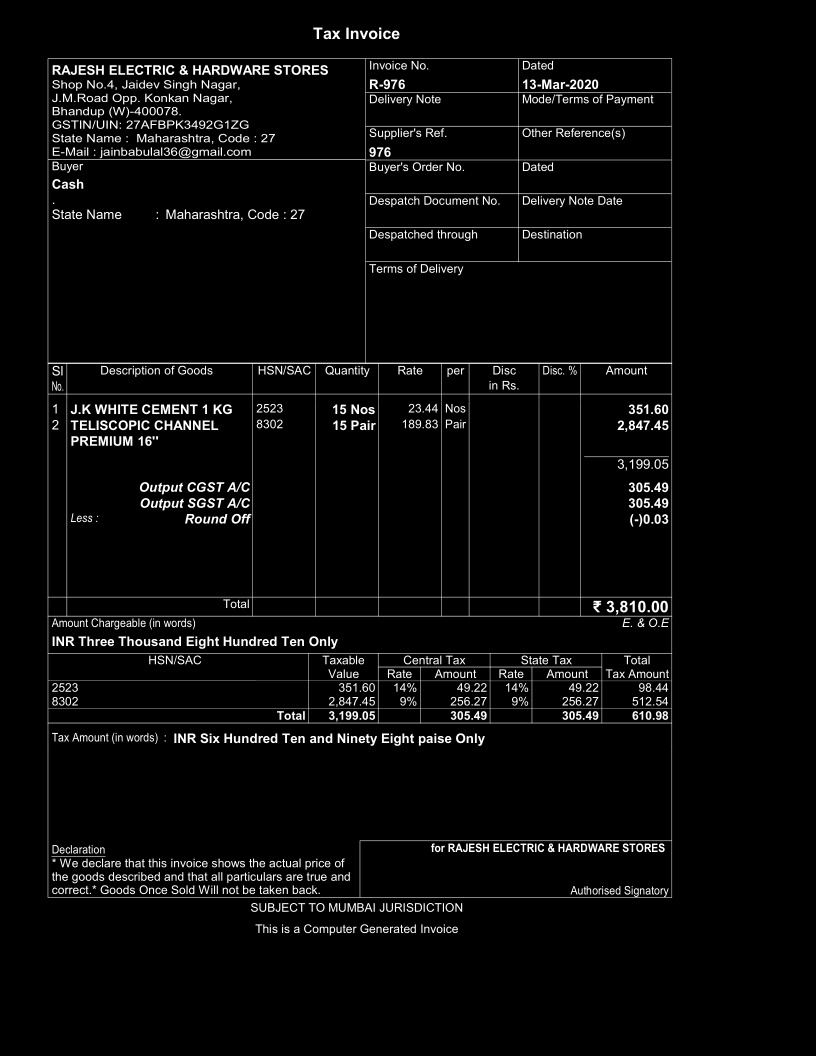 Tax Invoice
RAJESH ELECTRIC & HARDWARE STORES
Shop No.4, Jaidev Singh Nagar,
J.M.Road Opp. Konkan Nagar,
Bhandup (W)-400078.
GSTIN/UIN: 27AFBPK3492G1ZG
State Name : Maharashtra, Code : 27
E-Mail : jainbabulal36@gmail.com
Invoice No. Dated
R-976 13-Mar-2020
Delivery Note Mode/Terms of Payment
Supplier's Ref. Other Reference(s)
976
Buyer
Cash
.
State Name : Maharashtra, Code : 27
Buyer's Order No. Dated
Despatch Document No. Delivery Note Date
Despatched through Destination
Terms of Delivery
Sl Description of Goods HSN/SAC Quantity Rate per Disc Disc. % Amount
No. in Rs.
1 J.K WHITE CEMENT 1 KG 2523 15 Nos 23.44 Nos 351.60
2 TELISCOPIC CHANNEL 8302 15 Pair 189.83 Pair 2,847.45
PREMIUM 16"
3,199.05
Output CGST A/C 305.49
Output SGST A/C 305.49
Less : Round Off (-)0.03
Total ₹ 3,810.00
Amount Chargeable (in words) E. & O.E
INR Three Thousand Eight Hundred Ten Only
HSN/SAC Taxable Central Tax State Tax Total
Value Rate Amount Rate Amount Tax Amount
2523 351.60 14% 49.22 14% 49.22 98.44
8302 2,847.45 9% 256.27 9% 256.27 512.54
Total 3,199.05 305.49 305.49 610.98
Tax Amount (in words) : INR Six Hundred Ten and Ninety Eight paise Only
Declaration
* We declare that this invoice shows the actual price of
the goods described and that all particulars are true and
correct.* Goods Once Sold Will not be taken back.
for RAJESH ELECTRIC & HARDWARE STORES
Authorised Signatory
SUBJECT TO MUMBAI JURISDICTION
This is a Computer Generated Invoice